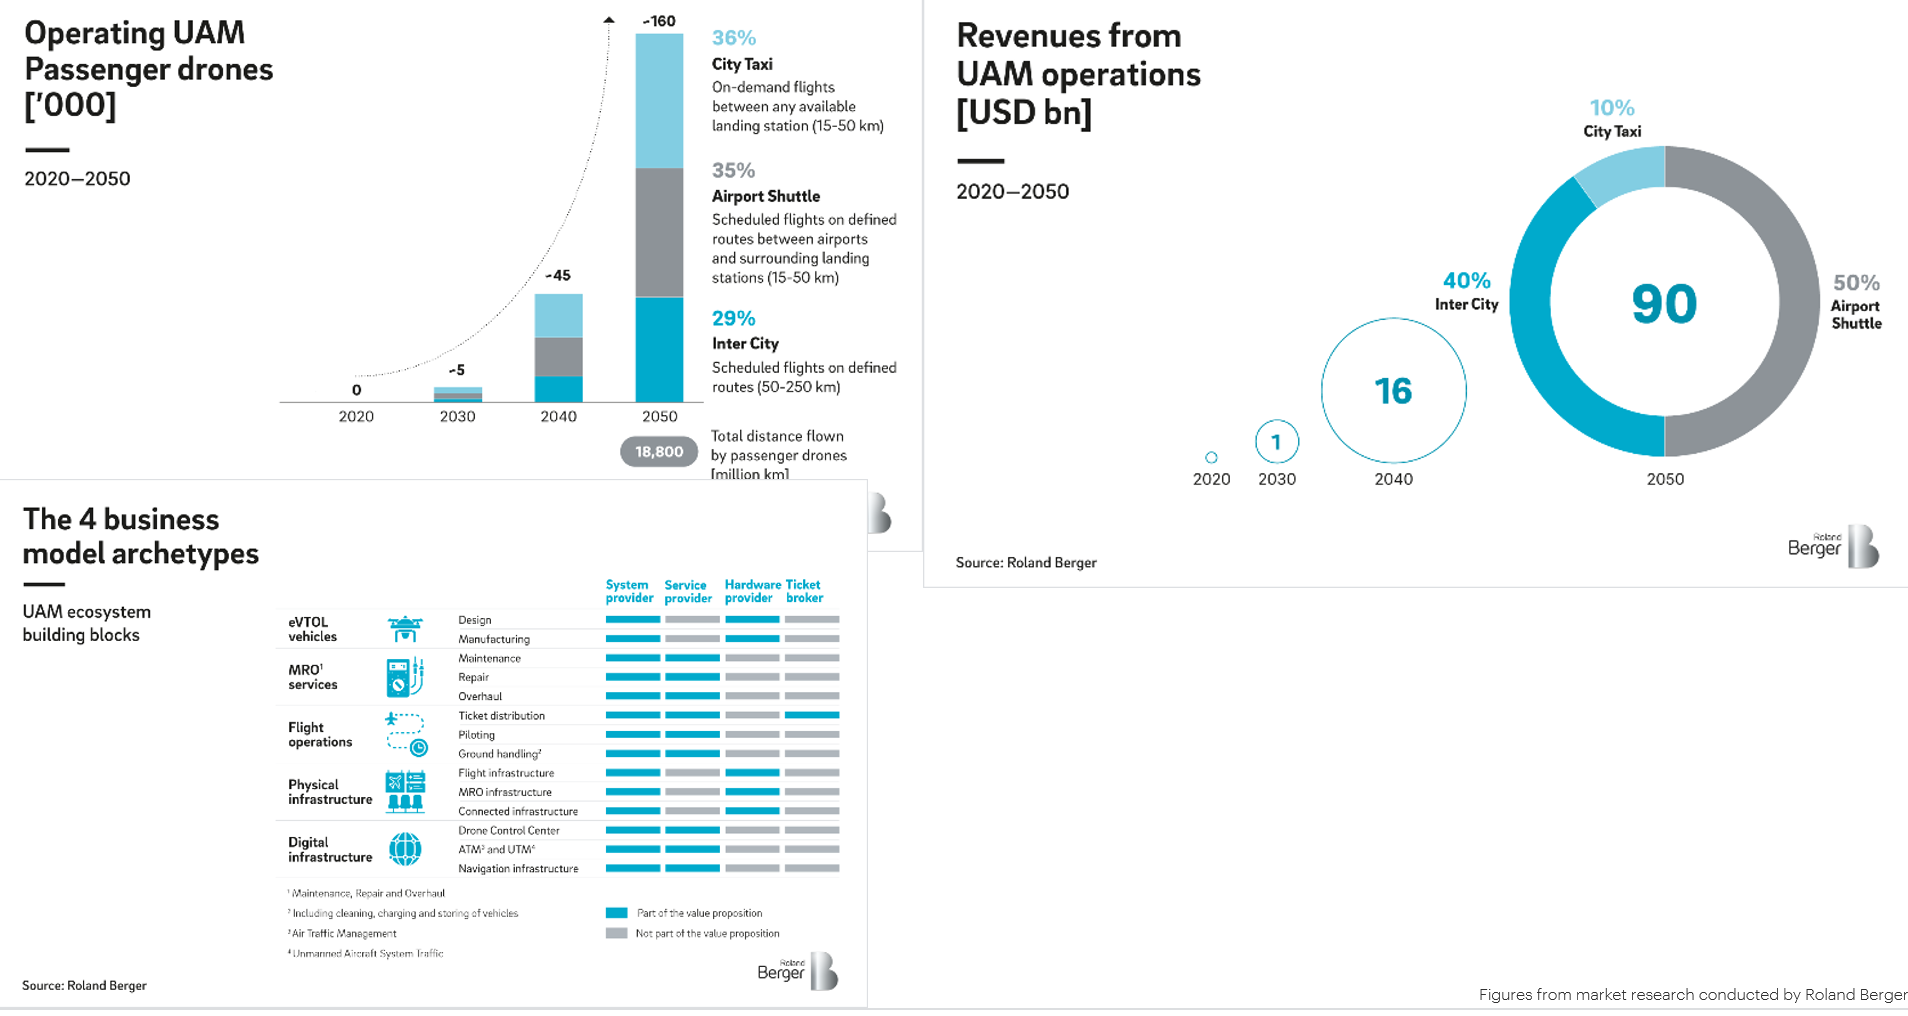 Operating UAM
Passenger drones
['000]
2020–2050
~160
~45
~5
0
2020
2030
2040
2050
36%
City Taxi
On-demand flights
between any available
landing station (15-50 km)
35%
Airport Shuttle
Scheduled flights on defined
routes between airports
and surrounding landing
stations (15-50 km)
29%
Inter City
Scheduled flights on defined
routes (50-250 km)
18,800
Total distance flown
by passenger drones
[million km]
Revenues from
UAM operations
[USD bn]
2020–2050
10%
City Taxi
40%
Inter City
50%
Airport
Shuttle
90
16
1
2020
2030
2040
2050
Source: Roland Berger
Roland
Berger
B
The 4 business
model archetypes
UAM ecosystem
building blocks
System
provider
Service
provider
Hardware
provider
Ticket
broker
eVTOL
vehicles
Design
Manufacturing
MRO¹
services
Maintenance
Repair
Overhaul
Flight
operations
Ticket distribution
Piloting
Ground handling²
Physical
infrastructure
Flight infrastructure
MRO infrastructure
Connected infrastructure
Digital
infrastructure
Drone Control Center
ATM³ and UTM⁴
Navigation infrastructure
¹ Maintenance, Repair and Overhaul
² Including cleaning, charging and storing of vehicles
³ Air Traffic Management
⁴ Unmanned Aircraft System Traffic
Part of the value proposition
Not part of the value proposition
Source: Roland Berger
Roland
Berger
B
Figures from market research conducted by Roland Berger